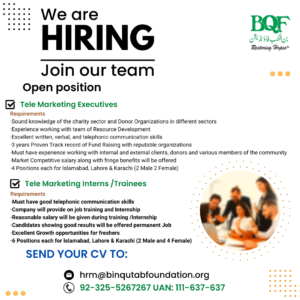 We are
HIRING
Join our team
BQF
Restoring Hopes
Open position
Tele Marketing Executives
Requirements
-Sound knowledge of the charity sector and Donor Organizations in different sectors
-Experience working with team of Resource Development
-Excellent written, verbal, and telephonic communication skills
-3 years Proven Track record of Fund Raising with reputable organizations
-Must have experience working with internal and external clients, donors and various members of the community
-Market Competitive salary along with fringe benefits will be offered
-4 Positions each for Islamabad, Lahore & Karachi (2 Male 2 Female)
Tele Marketing Interns /Trainees
Requirements
-Must have good telephonic communication skills
-Company will provide on job training and Internship
-Reasonable salary will be given during training /Internship
-Candidates showing good results will be offered permanent Job
-Excellent Growth opportunities for freshers
-6 Positions each for Islamabad, Lahore & Karachi (2 Male and 4 Female)
SEND YOUR CV TO:
hrm@binqutabfoundation.org
92-325-5267267 UAN: 111-637-637